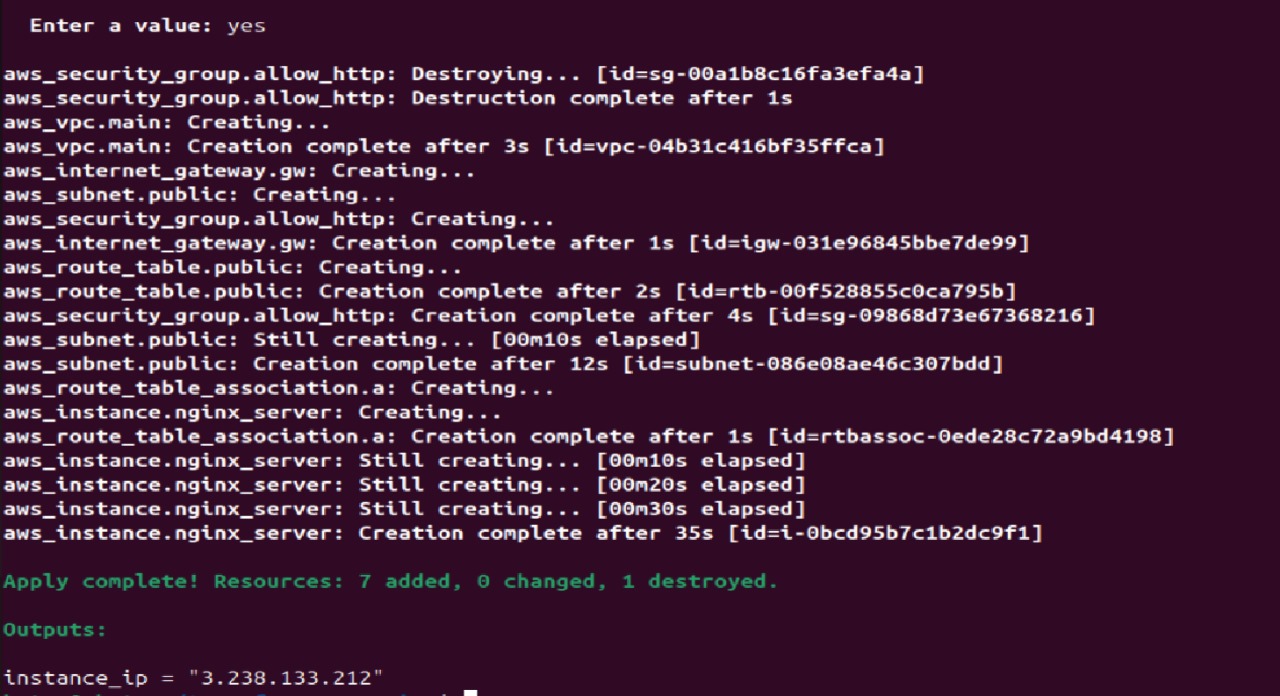 Enter a value: yes
aws_security_group.allow_http: Destroying... [id=sg-00a1b8c16fa3efa4a]
aws_security_group.allow_http: Destruction complete after 1s
aws_vpc.main: Creating...
aws_vpc.main: Creation complete after 3s [id=vpc-04b31c416bf35ffca]
aws_internet_gateway.gw: Creating...
aws_subnet.public: Creating...
aws_security_group.allow_http: Creating...
aws_internet_gateway.gw: Creation complete after 1s [id=igw-031e96845bbe7de99]
aws_route_table.public: Creating...
aws_route_table.public: Creation complete after 2s [id=rtb-00f528855c0ca795b]
aws_security_group.allow_http: Creation complete after 4s [id=sg-09868d73e67368216]
aws_subnet.public: Still creating... [00m10s elapsed]
aws_subnet.public: Creation complete after 12s [id=subnet-086e08ae46c307bdd]
aws_route_table_association.a: Creating...
aws_instance.nginx_server: Creating...
aws_route_table_association.a: Creation complete after 1s [id=rtbassoc-0ede28c72a9bd4198]
aws_instance.nginx_server: Still creating... [00m10s elapsed]
aws_instance.nginx_server: Still creating... [00m20s elapsed]
aws_instance.nginx_server: Still creating... [00m30s elapsed]
aws_instance.nginx_server: Creation complete after 35s [id=i-0bcd95b7c1b2dc9f1]
Apply complete! Resources: 7 added, 0 changed, 1 destroyed.
Outputs:
instance_ip = "3.238.133.212"